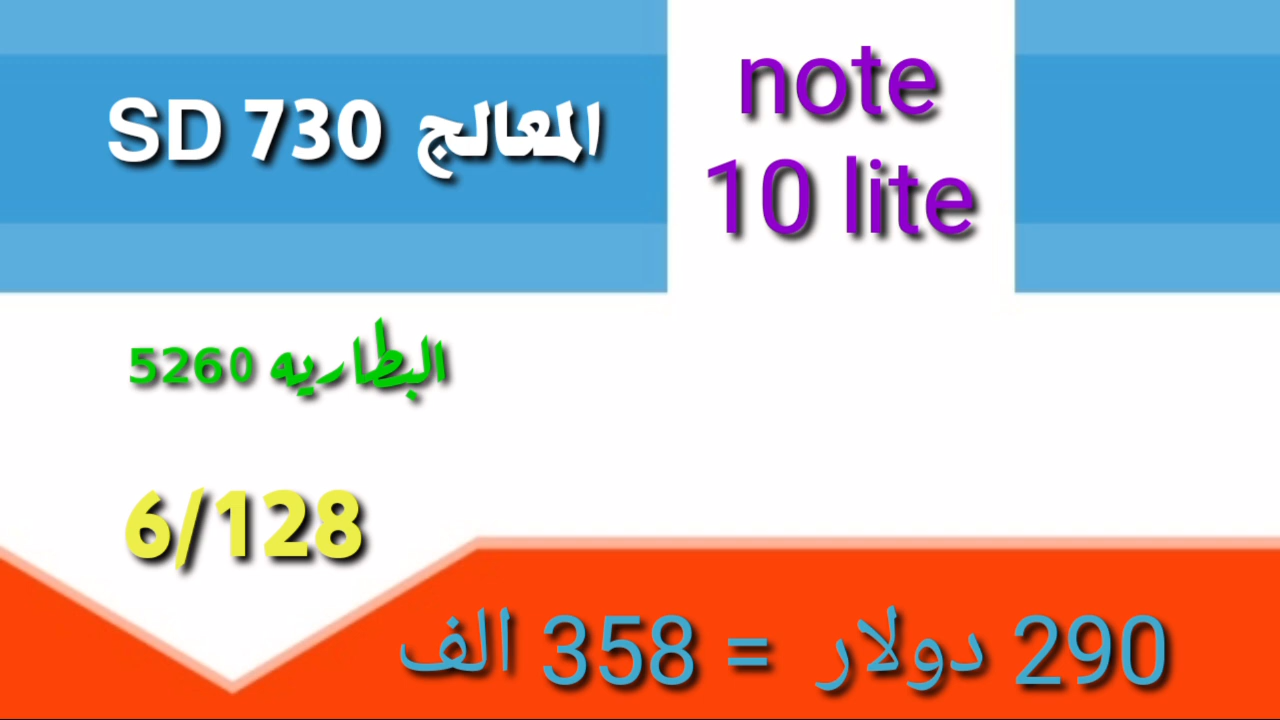 note
10 lite
المعالج SD 730
البطاريه 5260
6/128
290 دولار = 358 الف